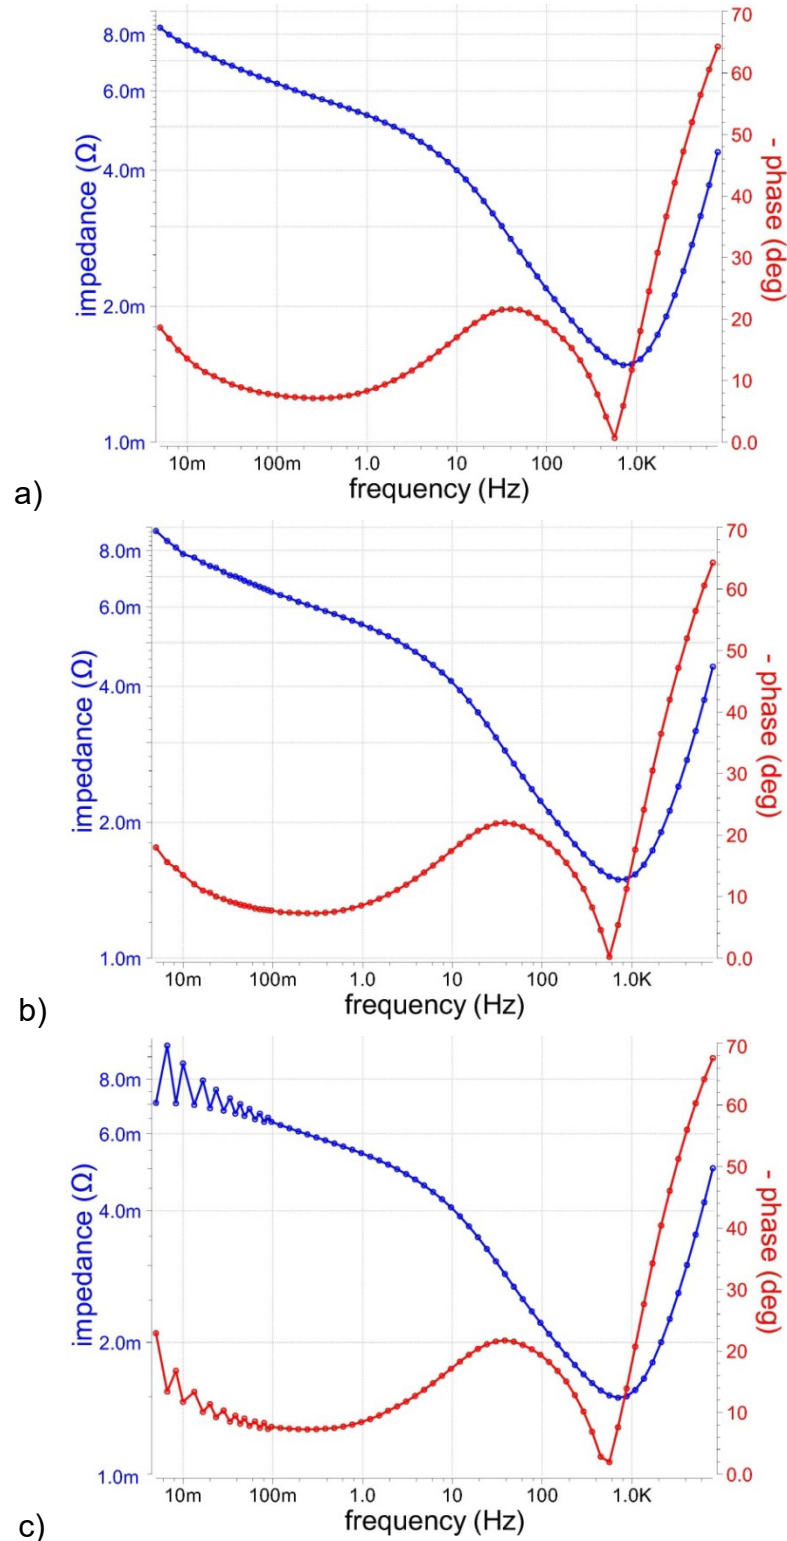 8.0m
6.0m
4.0m
2.0m
1.0m
impedance (Ω)
70
60
50
40
30
20
10
0.0
- phase (deg)
10m 100m 1.0 10 100 1.0K
frequency (Hz)
a)
8.0m
6.0m
4.0m
2.0m
1.0m
impedance (Ω)
70
60
50
40
30
20
10
0.0
- phase (deg)
10m 100m 1.0 10 100 1.0K
frequency (Hz)
b)
8.0m
6.0m
4.0m
2.0m
1.0m
impedance (Ω)
70
60
50
40
30
20
10
0.0
- phase (deg)
10m 100m 1.0 10 100 1.0K
frequency (Hz)
c)